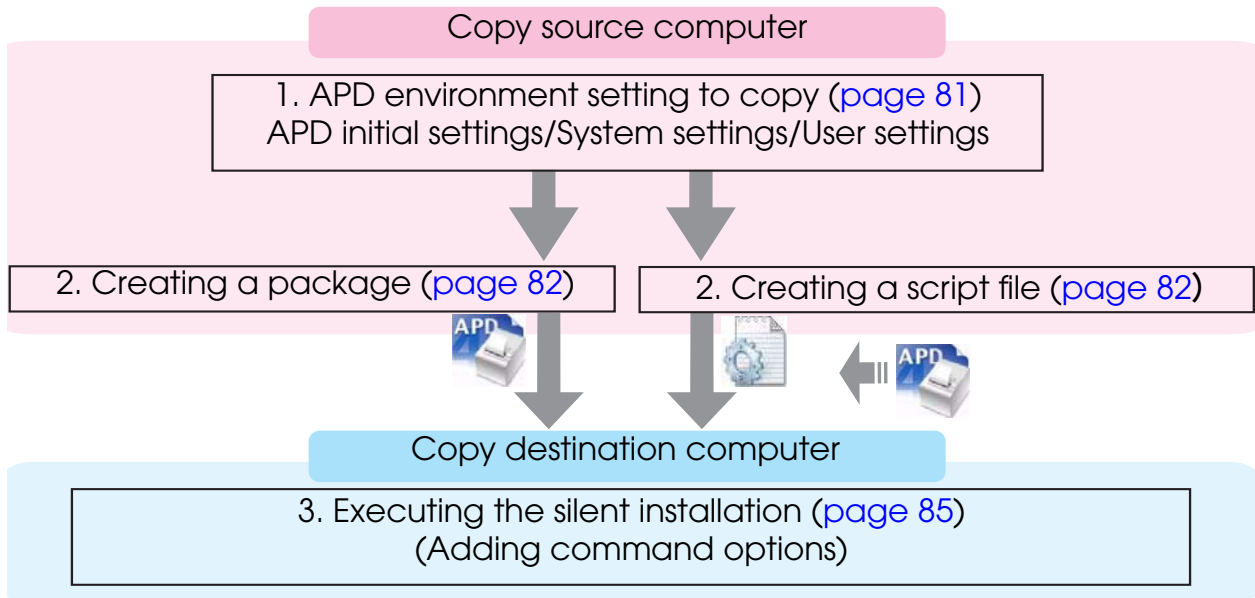 Copy source computer
1. APD environment setting to copy (page 81)
APD initial settings/System settings/User settings
2. Creating a package (page 82)
2. Creating a script file (page 82)
APD
APD
Copy destination computer
3. Executing the silent installation (page 85)
(Adding command options)